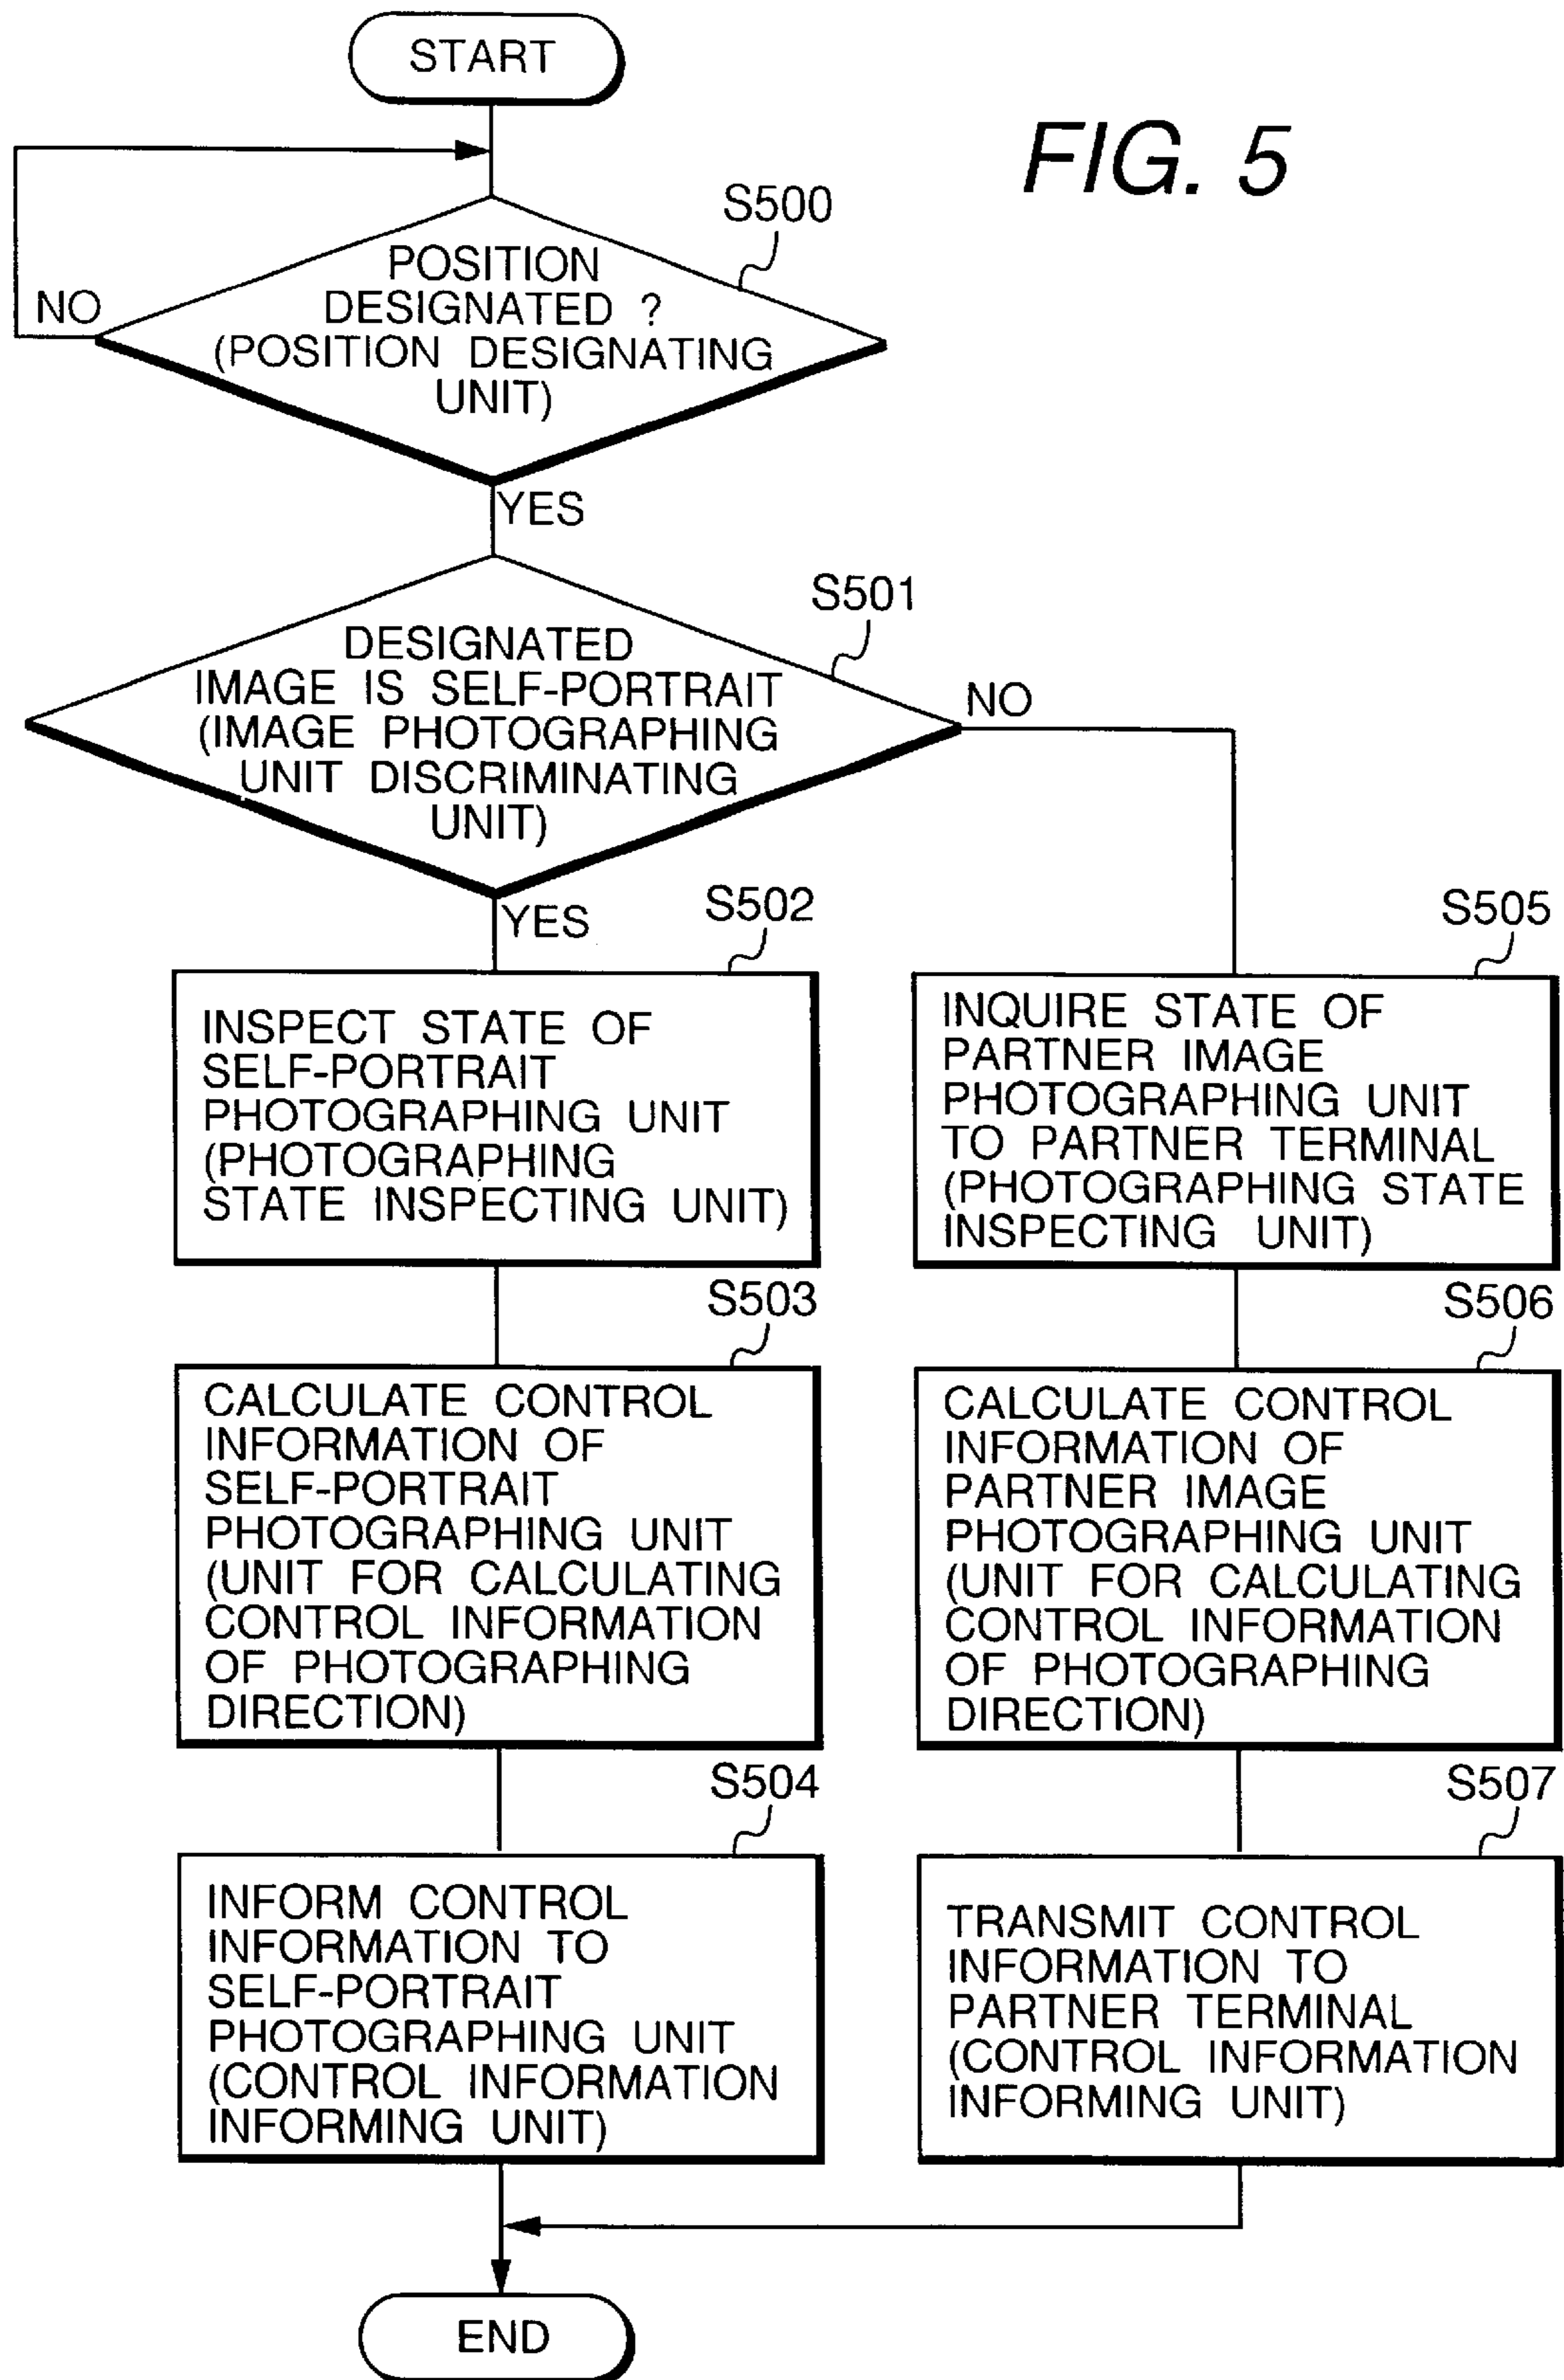 START
FIG. 5
S500
POSITION
DESIGNATED ?
(POSITION DESIGNATING
UNIT)
NO
YES
S501
DESIGNATED
IMAGE IS SELF-PORTRAIT
(IMAGE PHOTOGRAPHING
UNIT DISCRIMINATING
UNIT)
NO
YES
S502
INSPECT STATE OF
SELF-PORTRAIT
PHOTOGRAPHING UNIT
(PHOTOGRAPHING
STATE INSPECTING UNIT)
S503
CALCULATE CONTROL
INFORMATION OF
SELF-PORTRAIT
PHOTOGRAPHING UNIT
(UNIT FOR CALCULATING
CONTROL INFORMATION
OF PHOTOGRAPHING
DIRECTION)
S504
INFORM CONTROL
INFORMATION TO
SELF-PORTRAIT
PHOTOGRAPHING UNIT
(CONTROL INFORMATION
INFORMING UNIT)
S505
INQUIRE STATE OF
PARTNER IMAGE
PHOTOGRAPHING UNIT
TO PARTNER TERMINAL
(PHOTOGRAPHING STATE
INSPECTING UNIT)
S506
CALCULATE CONTROL
INFORMATION OF
PARTNER IMAGE
PHOTOGRAPHING UNIT
(UNIT FOR CALCULATING
CONTROL INFORMATION
OF PHOTOGRAPHING
DIRECTION)
S507
TRANSMIT CONTROL
INFORMATION TO
PARTNER TERMINAL
(CONTROL INFORMATION
INFORMING UNIT)
END